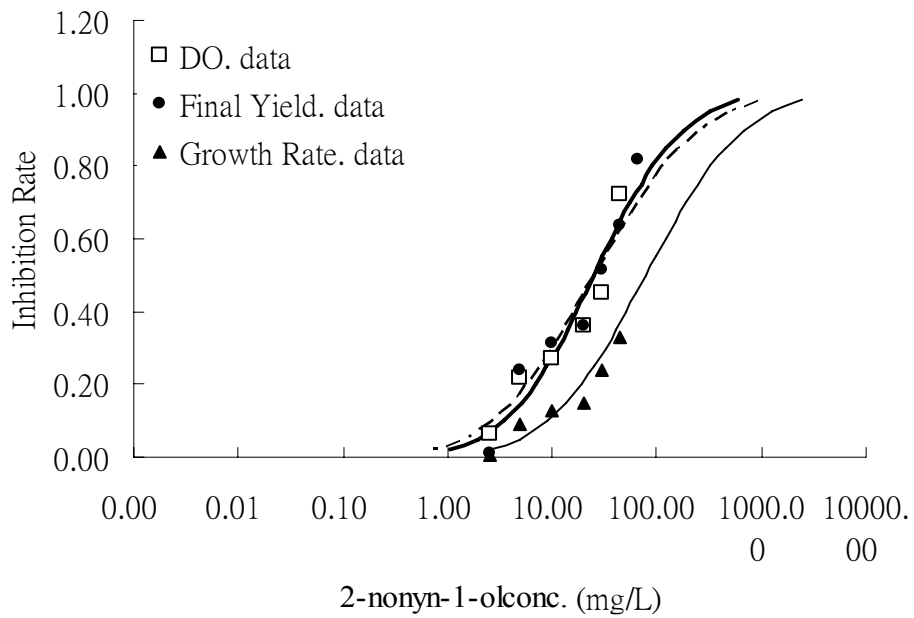 1.20
1.00
0.80
0.60
0.40
0.20
0.00
Inhibition Rate
DO. data
Final Yield. data
Growth Rate. data
0.00 0.01 0.10 1.00 10.00 100.00 1000.0 10000.00
2-nonyn-1-olconc. (mg/L)